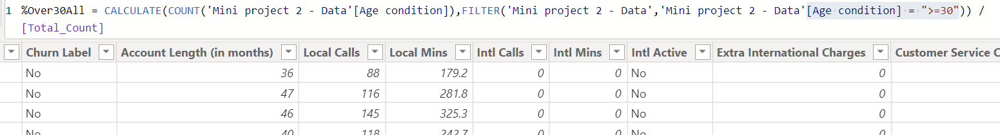 1 %Over30All = CALCULATE(COUNT('Mini project 2 - Data'[Age condition]),FILTER('Mini project 2 - Data','Mini project 2 - Data'[Age condition] = ">=30")) /
[Total_Count]
Churn Label Account Length (in months) Local Calls Local Mins Intl Calls Intl Mins Intl Active Extra International Charges Customer Service C
No 36 88 179.2 0 0 No 0
No 47 116 281.8 0 0 No 0
No 46 145 325.3 0 0 No 0
No 40 118 242.7 0 0 No 0